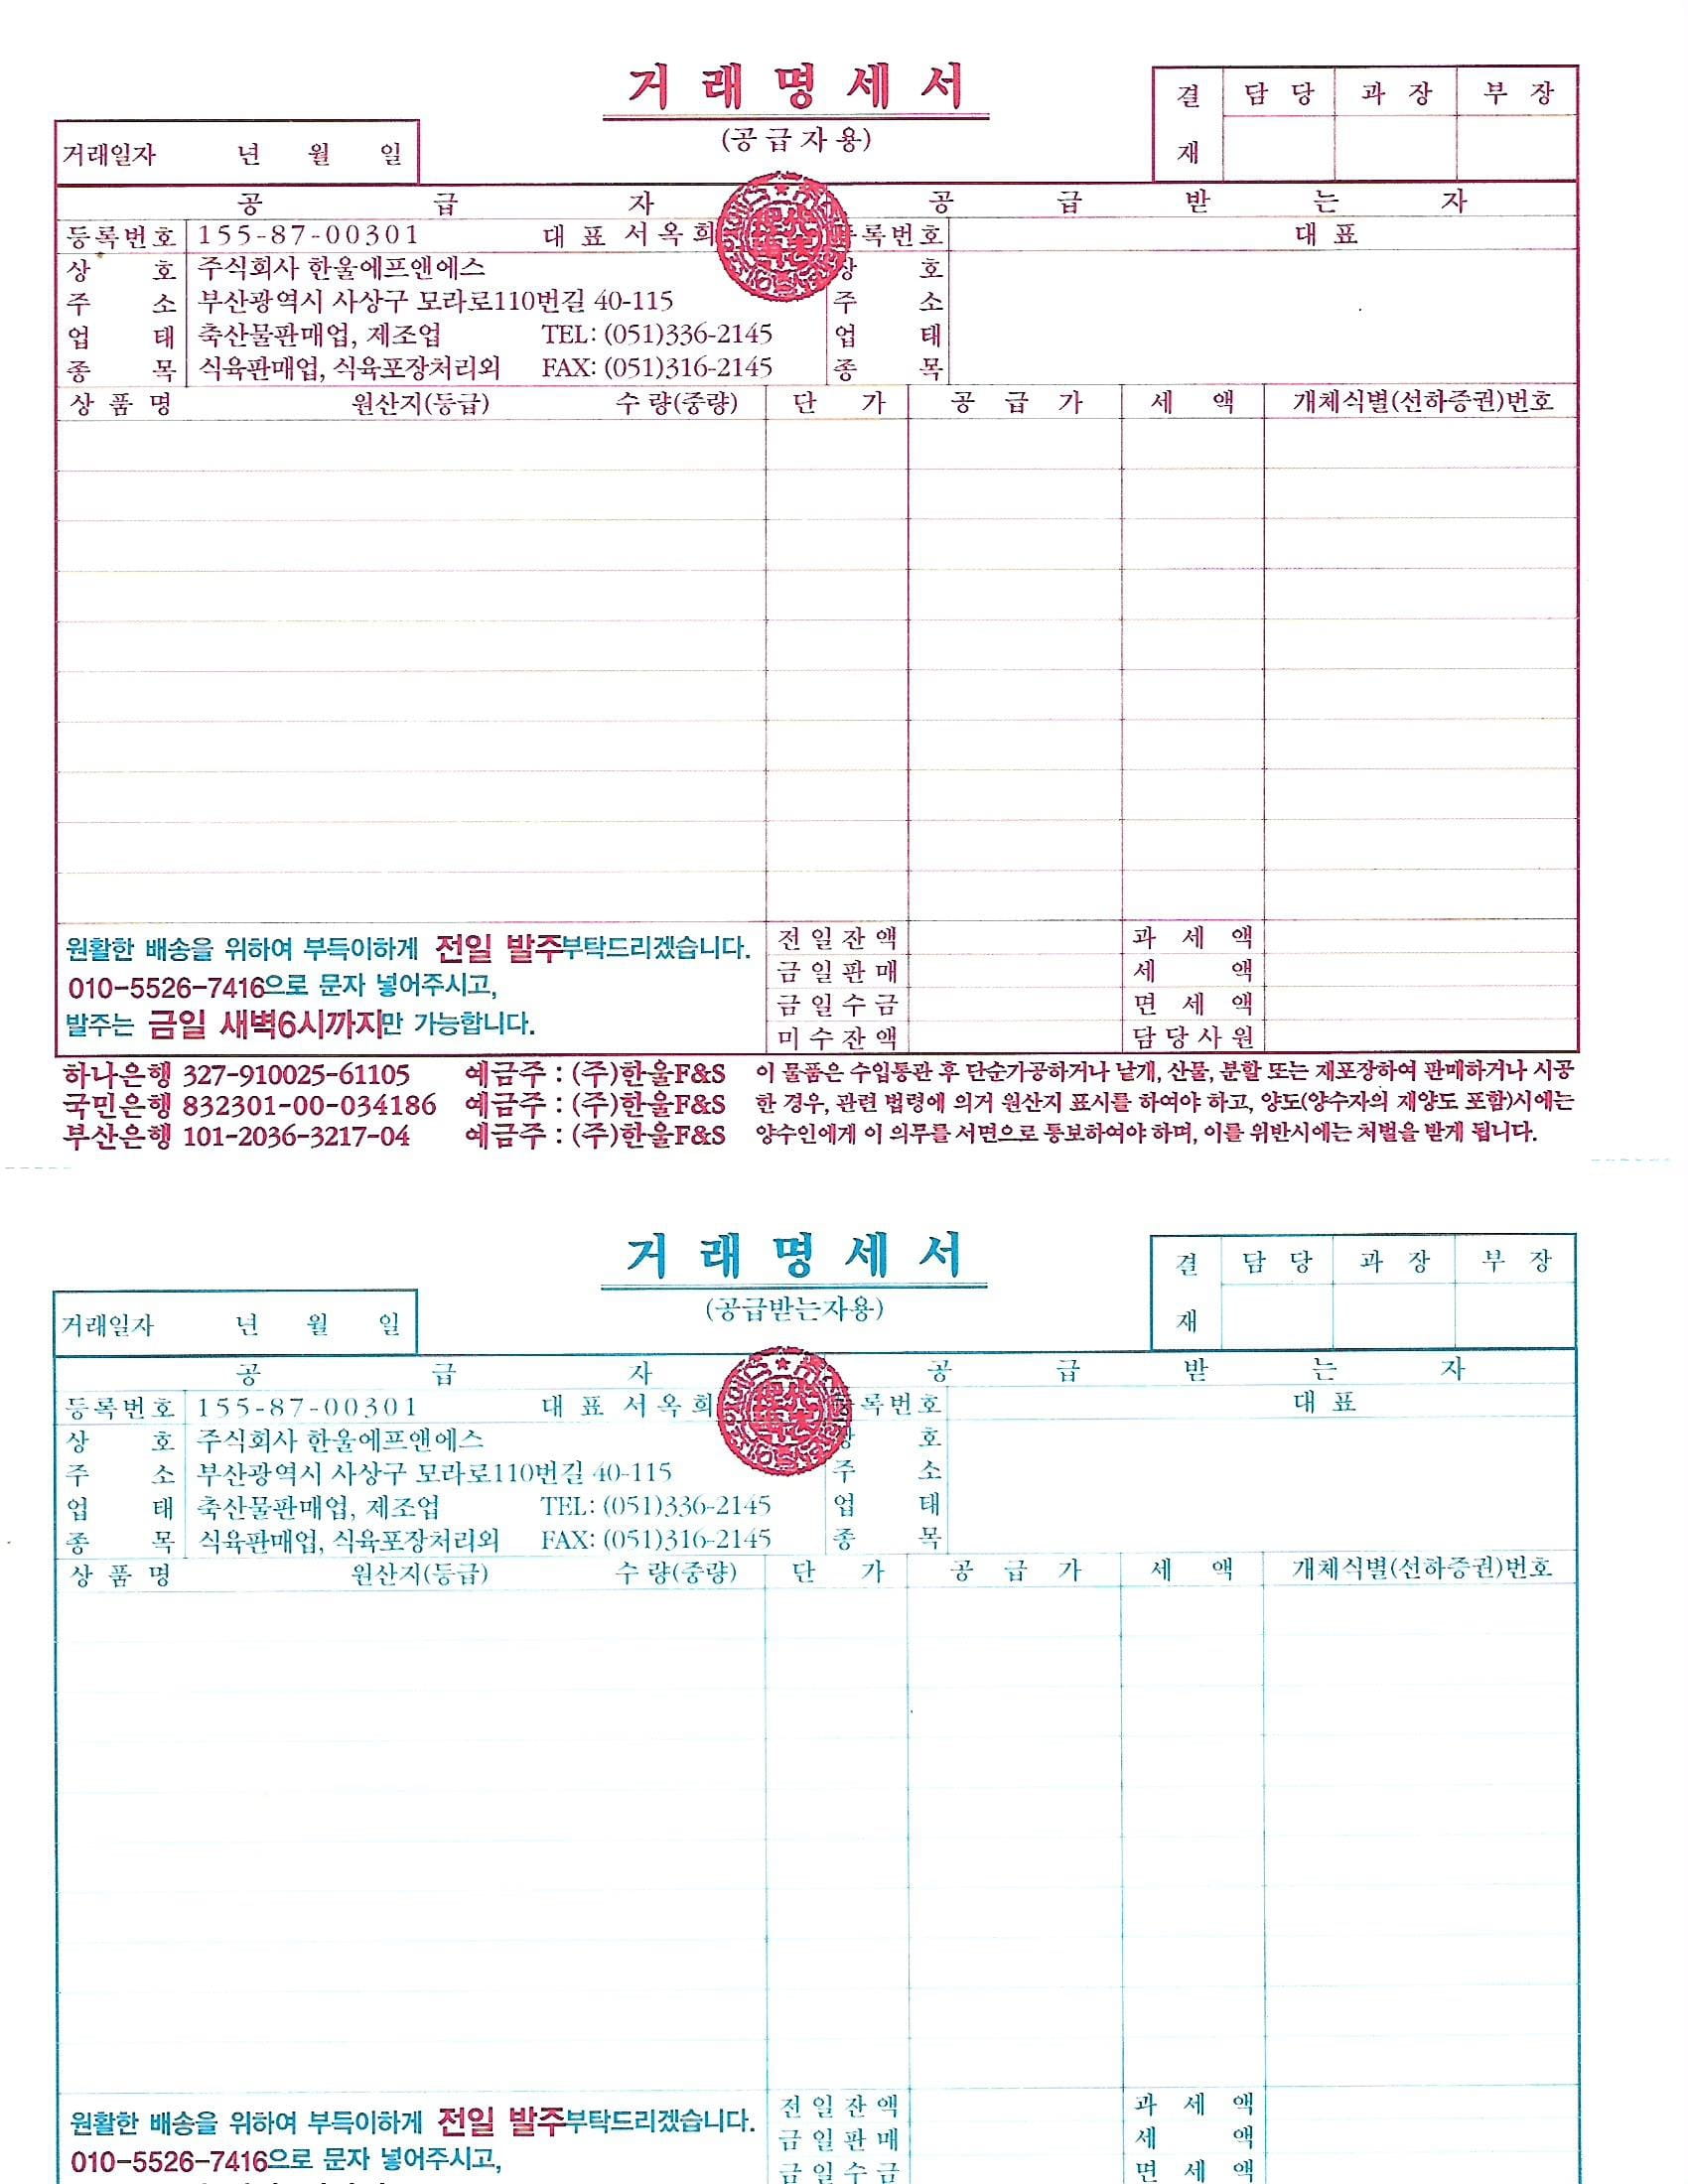 거래명세서
(공급자용)
결재 담당 과장 부장
거래일자 년 월 일
공급자 공급받는자
등록번호 155-87-00301 대표 서옥희 록번호 대표
상호 주식회사 한울에프앤에스 상호
주소 부산광역시 사상구 모라로110번길 40-115 주소
업태 축산물판매업, 제조업 TEL: (051)336-2145 업태
종목 식육판매업, 식육포장처리외 FAX: (051)316-2145 종목
상품명 원산지(등급) 수량(중량) 단가 공급가 세액 개체식별(선하증권)번호
원활한 배송을 위하여 부득이하게 전일 발주부탁드리겠습니다.
010-5526-7416으로 문자 넣어주시고,
발주는 금일 새벽6시까지만 가능합니다.
전일잔액 과세액
금일판매 세액
금일수금 면세액
미수잔액 담당사원
하나은행 327-910025-61105 예금주 : (주)한울F&S
국민은행 832301-00-034186 예금주 : (주)한울F&S
부산은행 101-2036-3217-04 예금주 : (주)한울F&S
이 물품은 수입통관 후 단순가공하거나 낱개, 산물, 분할 또는 재포장하여 판매하거나 시공
한 경우, 관련 법령에 의거 원산지 표시를 하여야 하고, 양도(양수자의 재양도 포함)시에는
양수인에게 이 의무를 서면으로 통보하여야 하며, 이를 위반시에는 처벌을 받게 됩니다.
거래명세서
(공급받는자용)
결재 담당 과장 부장
거래일자 년 월 일
공급자 공급받는자
등록번호 155-87-00301 대표 서옥희 록번호 대표
상호 주식회사 한울에프앤에스 호
주소 부산광역시 사상구 모라로110번길 40-115 주소
업태 축산물판매업, 제조업 TEL: (051)336-2145 업태
종목 식육판매업, 식육포장처리외 FAX: (051)316-2145 종목
상품명 원산지(등급) 수량(중량) 단가 공급가 세액 개체식별(선하증권)번호
원활한 배송을 위하여 부득이하게 전일 발주부탁드리겠습니다.
010-5526-7416으로 문자 넣어주시고,
전일잔액 과세액
금일판매 세액
금일수금 면세액